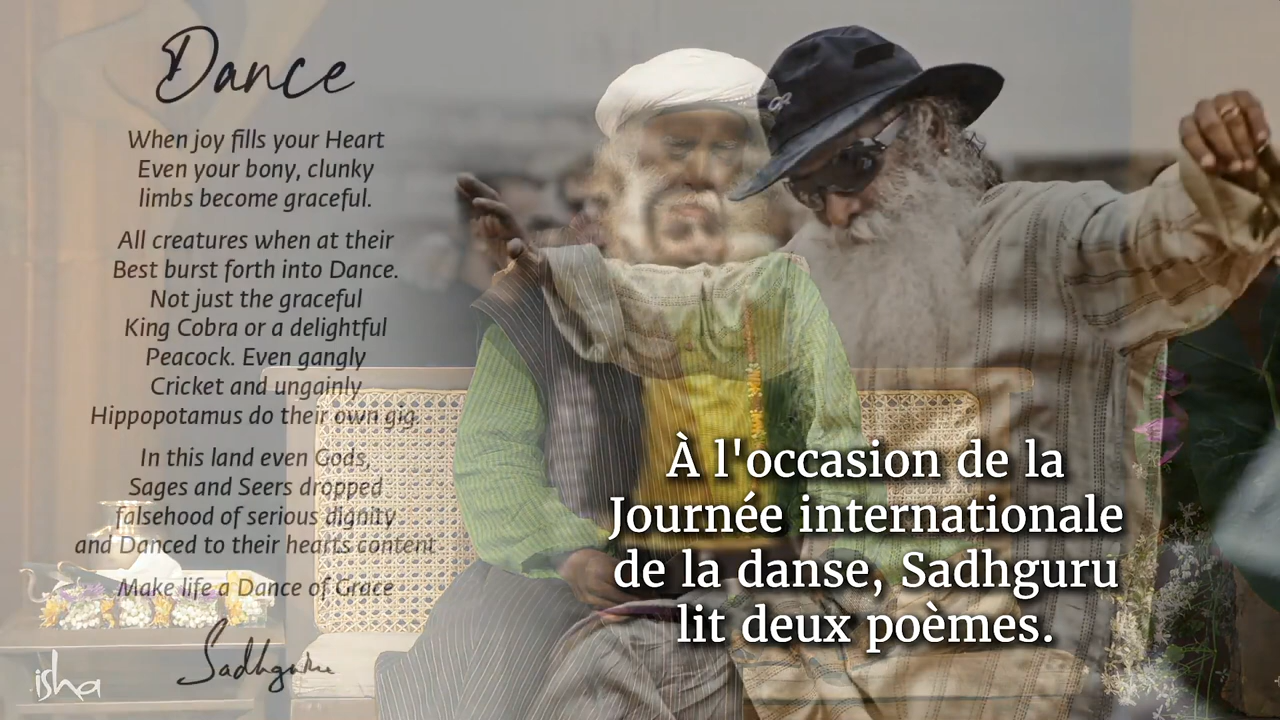 Dance
When joy fills your Heart
Even your bony, clunky
limbs become graceful.
All creatures when at their
Best burst forth into Dance.
Not just the graceful
King Cobra or a delightful
Peacock. Even gangly
Cricket and ungainly
Hippopotamus do their own gig.
In this land even Gods,
Sages and Seers dropped
falsehood of serious dignity
and Danced to their hearts content
Make life a Dance of Grace
Sadhguru
isha
À l'occasion de la
Journée internationale
de la danse, Sadhguru
lit deux poèmes.